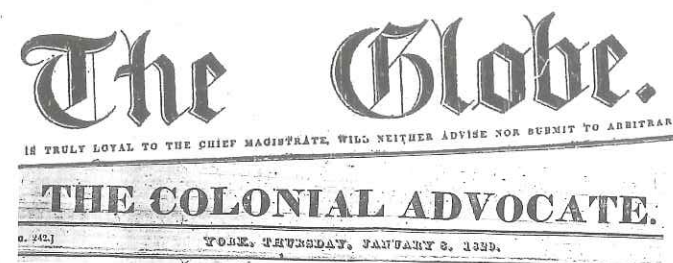 The Globe.
IS TRULY LOYAL TO THE CHIEF MAGISTRATE, WILL NEITHER ADVISE NOR SUBMIT TO ARBITRAR
THE COLONIAL ADVOCATE.
o. 242.] YORK, THURSDAY, JANUARY 8, 1829.